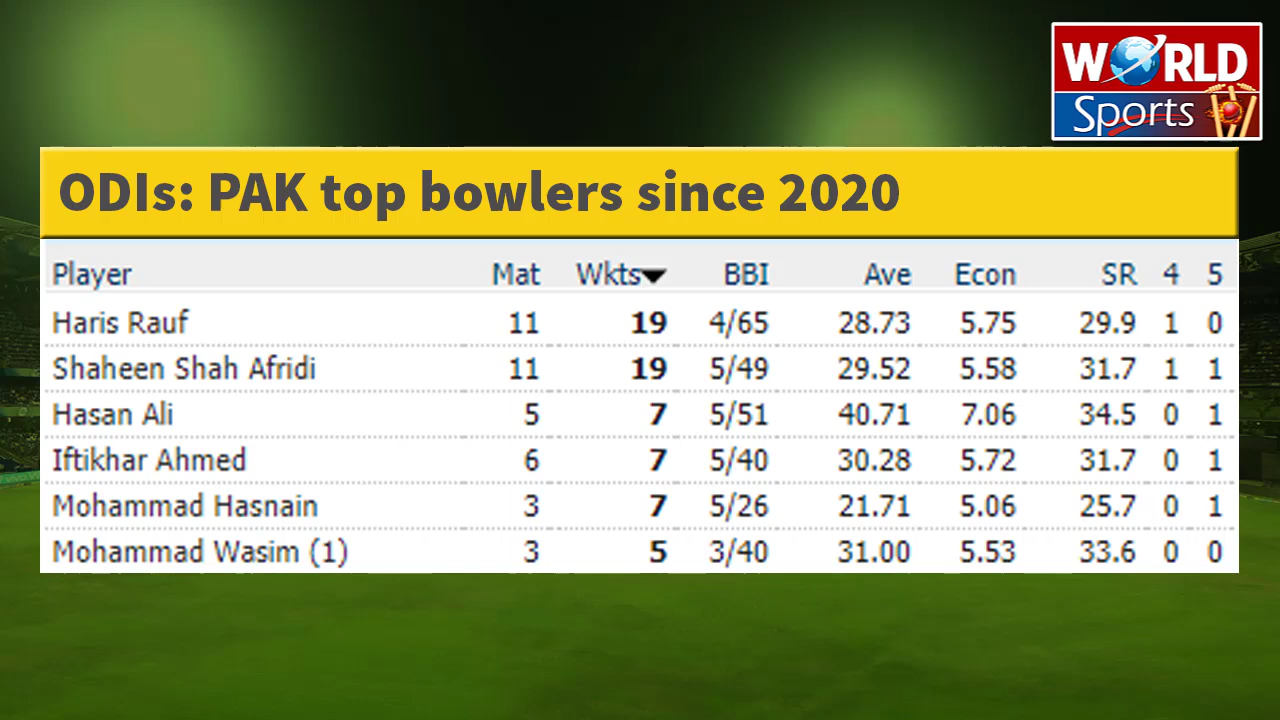 WORLD
Sports
ODIs: PAK top bowlers since 2020
Player Mat Wkts▼ BBI Ave Econ SR 4 5
Haris Rauf 11 19 4/65 28.73 5.75 29.9 1 0
Shaheen Shah Afridi 11 19 5/49 29.52 5.58 31.7 1 1
Hasan Ali 5 7 5/51 40.71 7.06 34.5 0 1
Iftikhar Ahmed 6 7 5/40 30.28 5.72 31.7 0 1
Mohammad Hasnain 3 7 5/26 21.71 5.06 25.7 0 1
Mohammad Wasim (1) 3 5 3/40 31.00 5.53 33.6 0 0